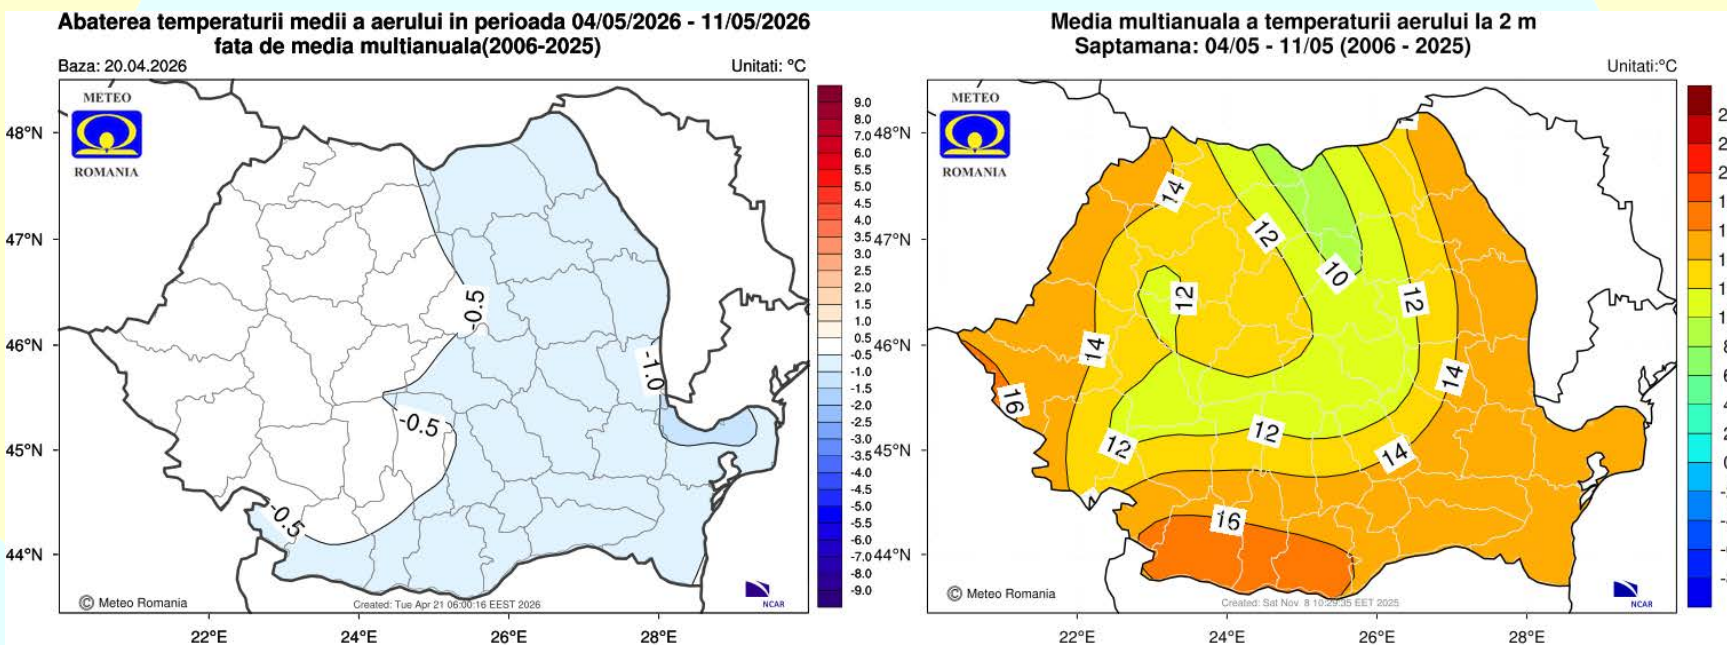 Abaterea temperaturii medii a aerului in perioada 04/05/2026 - 11/05/2026
fata de media multianuala(2006-2025)
Baza: 20.04.2026
Unitati: °C
METEO
ROMANIA
48°N
47°N
46°N
45°N
44°N
22°E
24°E
26°E
28°E
-0.5
-1.0
-0.5
-0.5
9.0
8.0
7.0
6.0
5.5
5.0
4.5
4.0
3.5
3.0
2.5
2.0
1.5
1.0
0.5
-0.5
-1.0
-1.5
-2.0
-2.5
-3.0
-3.5
-4.0
-4.5
-5.0
-5.5
-6.0
-7.0
-8.0
-9.0
© Meteo Romania
Created: Tue Apr 21 06:00:16 EEST 2026
NCAR
Media multianuala a temperaturii aerului la 2 m
Saptamana: 04/05 - 11/05 (2006 - 2025)
Unitati:°C
METEO
ROMANIA
48°N
47°N
46°N
45°N
44°N
22°E
24°E
26°E
28°E
14
12
10
12
12
14
16
14
12
12
14
16
8
6
4
2
0
© Meteo Romania
Created: Sat Nov 8 10:29:35 EET 2025
NCAR